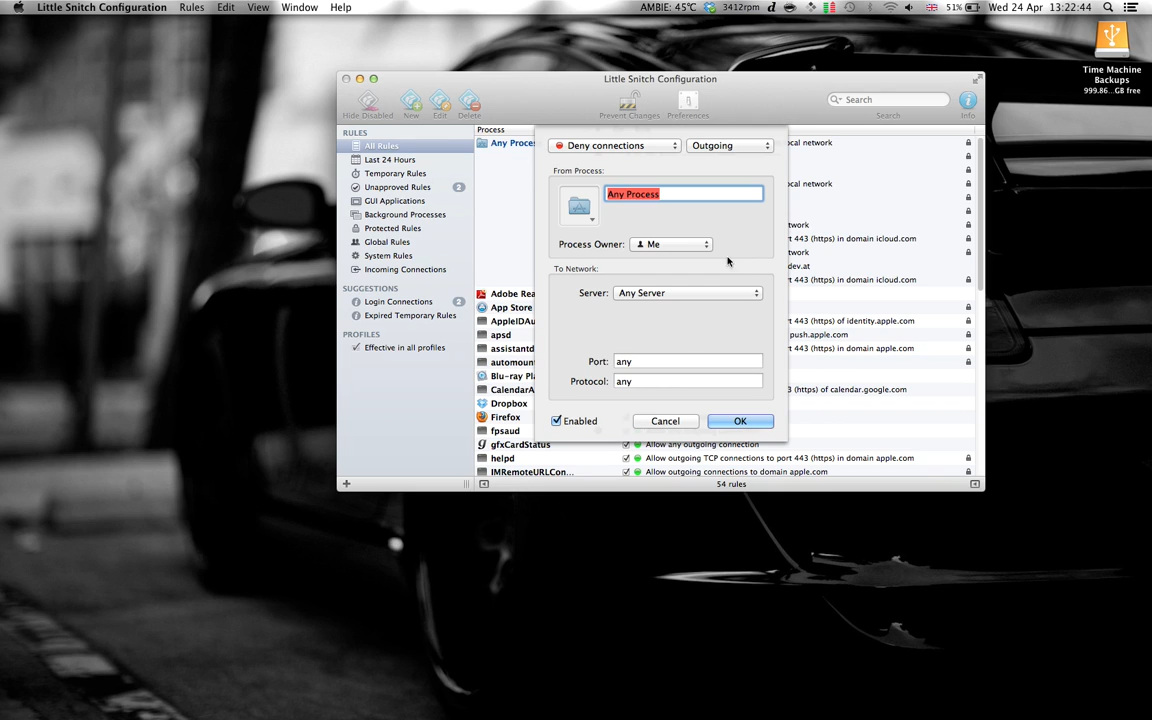 Little Snitch Configuration Rules Edit View Window Help
AMBIE: 45°C 3412rpm 51% Wed 24 Apr 13:22:44
Time Machine
Backups
999.86...GB free
Little Snitch Configuration
Hide Disabled New Edit Delete Prevent Changes Preferences Search Search Info
RULES
All Rules
Last 24 Hours
Temporary Rules
Unapproved Rules 2
GUI Applications
Background Processes
Protected Rules
Global Rules
System Rules
Incoming Connections
SUGGESTIONS
Login Connections 2
Expired Temporary Rules
PROFILES
Effective in all profiles
Process
Any Proce
Adobe Rea
App Store
AppleIDAu
apsd
assistantd
automoun
Blu-ray Pla
CalendarA
Dropbox
Firefox
fpsaud
gfxCardStatus Allow any outgoing connection
helpd Allow outgoing TCP connections to port 443 (https) in domain apple.com
IMRemoteURLCon... Allow outgoing connections to domain apple.com
Deny connections Outgoing
From Process:
Any Process
Process Owner: Me
To Network:
Server: Any Server
Port: any
Protocol: any
Enabled Cancel OK
ocal network
ocal network
twork
rt 443 (https) in domain icloud.com
twork
dev.at
rt 443 (https) in domain icloud.com
rt 443 (https) of identity.apple.com
push.apple.com
rt 443 (https) in domain apple.com
3 (https) of calendar.google.com
54 rules